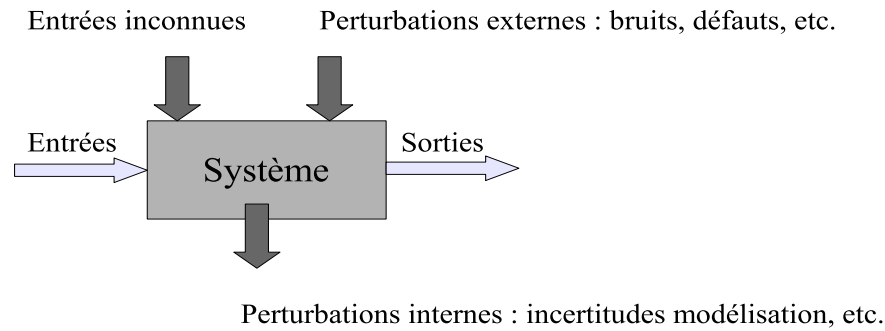 Entrées inconnues
Perturbations externes : bruits, défauts, etc.
Entrées
Sorties
Système
Perturbations internes : incertitudes modélisation, etc.